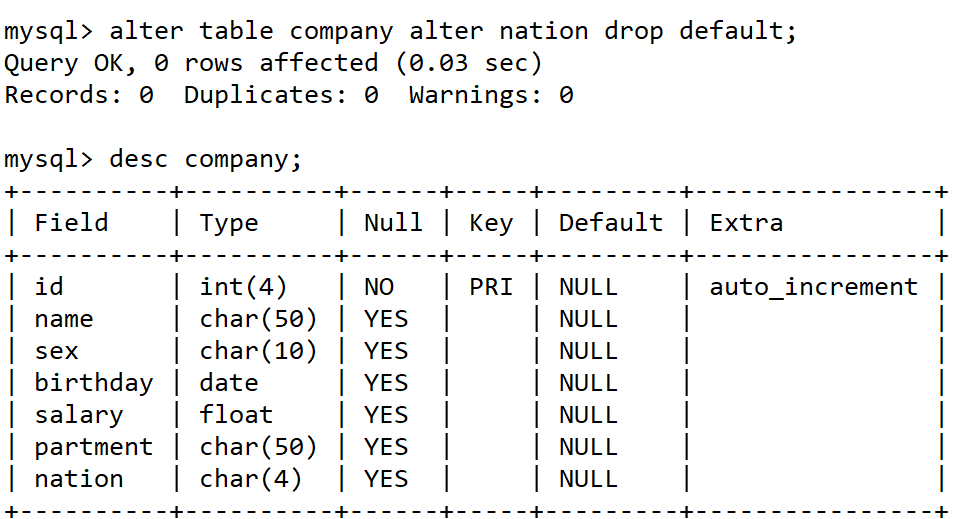 mysql> alter table company alter nation drop default;
Query OK, 0 rows affected (0.03 sec)
Records: 0  Duplicates: 0  Warnings: 0

mysql> desc company;
+----------+----------+------+-----+---------+----------------+
| Field    | Type     | Null | Key | Default | Extra          |
+----------+----------+------+-----+---------+----------------+
| id       | int(4)   | NO   | PRI | NULL    | auto_increment |
| name     | char(50) | YES  |     | NULL    |                |
| sex      | char(10) | YES  |     | NULL    |                |
| birthday | date     | YES  |     | NULL    |                |
| salary   | float    | YES  |     | NULL    |                |
| partment | char(50) | YES  |     | NULL    |                |
| nation   | char(4)  | YES  |     | NULL    |                |
+----------+----------+------+-----+---------+----------------+